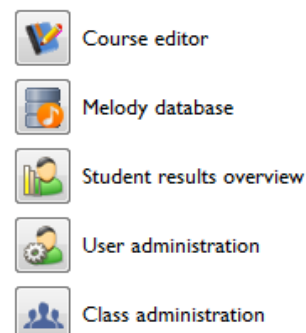 Course editor
Melody database
Student results overview
User administration
Class administration